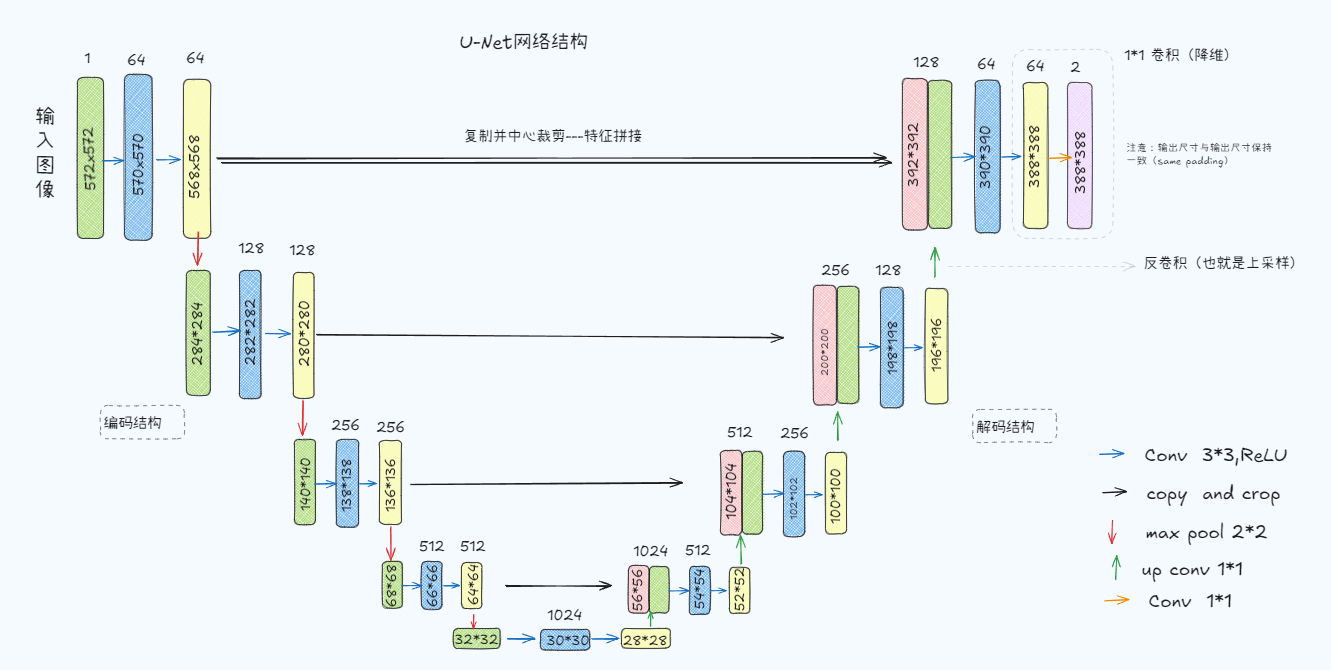 U-Net网络结构
1
64
64
输入图像
572x572
570x570
568x568
复制并中心裁剪---特征拼接
128
64
64
2
392*392
390*390
388*388
388*388
1*1 卷积（降维）
注意：输出尺寸与输出尺寸保持
一致（same padding）
128
128
284*284
282*282
280*280
256
128
200*200
198*198
196*196
反卷积（也就是上采样）
编码结构
解码结构
256
256
140*140
138*138
136*136
512
256
104*104
102*102
100*100
512
512
68*68
66*66
64*64
1024
512
56*56
54*54
52*52
1024
32*32
30*30
28*28
Conv 3*3,ReLU
copy and crop
max pool 2*2
up conv 1*1
Conv 1*1